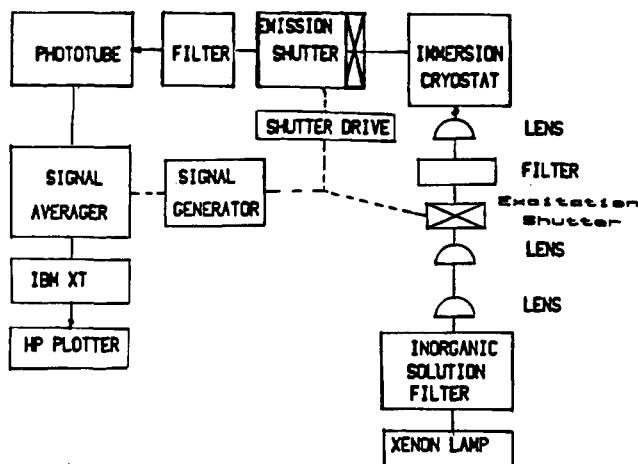 EMISSION
SHUTTER
PHOTOTUBE
FILTER
IMMERSION
CRYOSTAT
SHUTTER DRIVE
LENS
FILTER
SIGNAL
AVERAGER
SIGNAL
GENERATOR
Excitation
Shutter
LENS
IBM XT
LENS
HP PLOTTER
INORGANIC
SOLUTION
FILTER
XENON LAMP